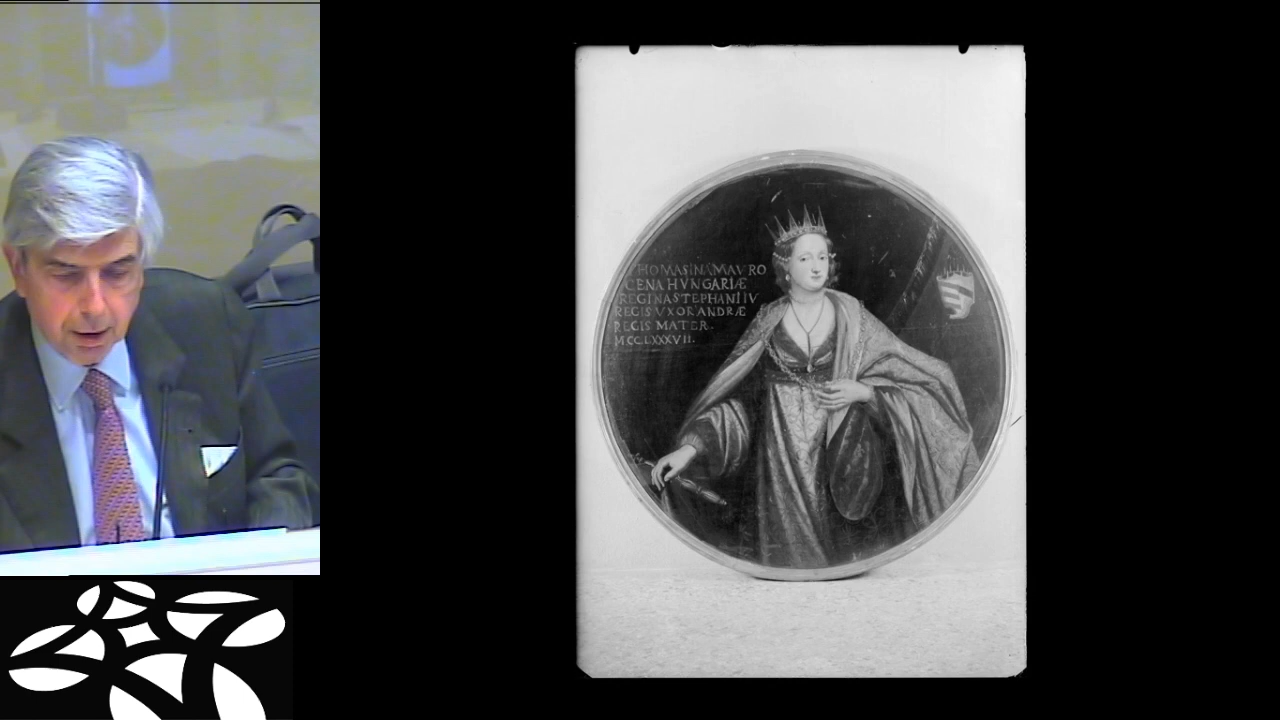 THOMASINA MAVRO
CENA HVNGARIÆ
REGINA STEPHANI IV
REGIS VXOR ANDRÆ
REGIS MATER.
MCCLXXXVII.